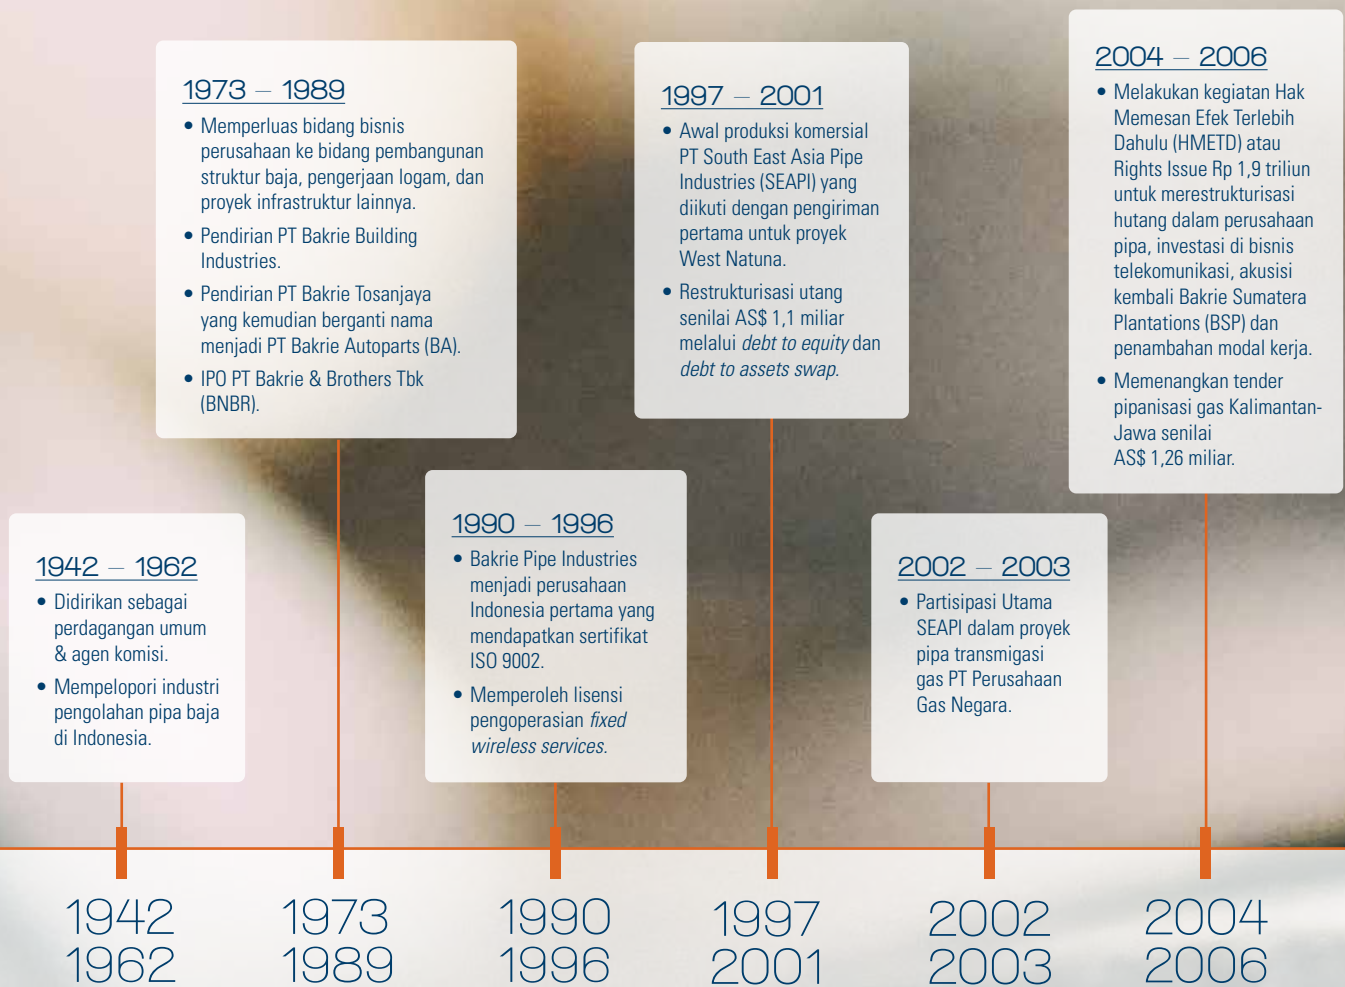 1942 – 1962
• Didirikan sebagai
perdagangan umum
& agen komisi.
• Mempelopori industri
pengolahan pipa baja
di Indonesia.
1973 – 1989
• Memperluas bidang bisnis
perusahaan ke bidang pembangunan
struktur baja, pengerjaan logam, dan
proyek infrastruktur lainnya.
• Pendirian PT Bakrie Building
Industries.
• Pendirian PT Bakrie Tosanjaya
yang kemudian berganti nama
menjadi PT Bakrie Autoparts (BA).
• IPO PT Bakrie & Brothers Tbk
(BNBR).
1990 – 1996
• Bakrie Pipe Industries
menjadi perusahaan
Indonesia pertama yang
mendapatkan sertifikat
ISO 9002.
• Memperoleh lisensi
pengoperasian fixed
wireless services.
1997 – 2001
• Awal produksi komersial
PT South East Asia Pipe
Industries (SEAPI) yang
diikuti dengan pengiriman
pertama untuk proyek
West Natuna.
• Restrukturisasi utang
senilai AS$ 1,1 miliar
melalui debt to equity dan
debt to assets swap.
2002 – 2003
• Partisipasi Utama
SEAPI dalam proyek
pipa transmigasi
gas PT Perusahaan
Gas Negara.
2004 – 2006
• Melakukan kegiatan Hak
Memesan Efek Terlebih
Dahulu (HMETD) atau
Rights Issue Rp 1,9 triliun
untuk merestrukturisasi
hutang dalam perusahaan
pipa, investasi di bisnis
telekomunikasi, akusisi
kembali Bakrie Sumatera
Plantations (BSP) dan
penambahan modal kerja.
• Memenangkan tender
pipanisasi gas Kalimantan-
Jawa senilai
AS$ 1,26 miliar.
1942
1962
1973
1989
1990
1996
1997
2001
2002
2003
2004
2006